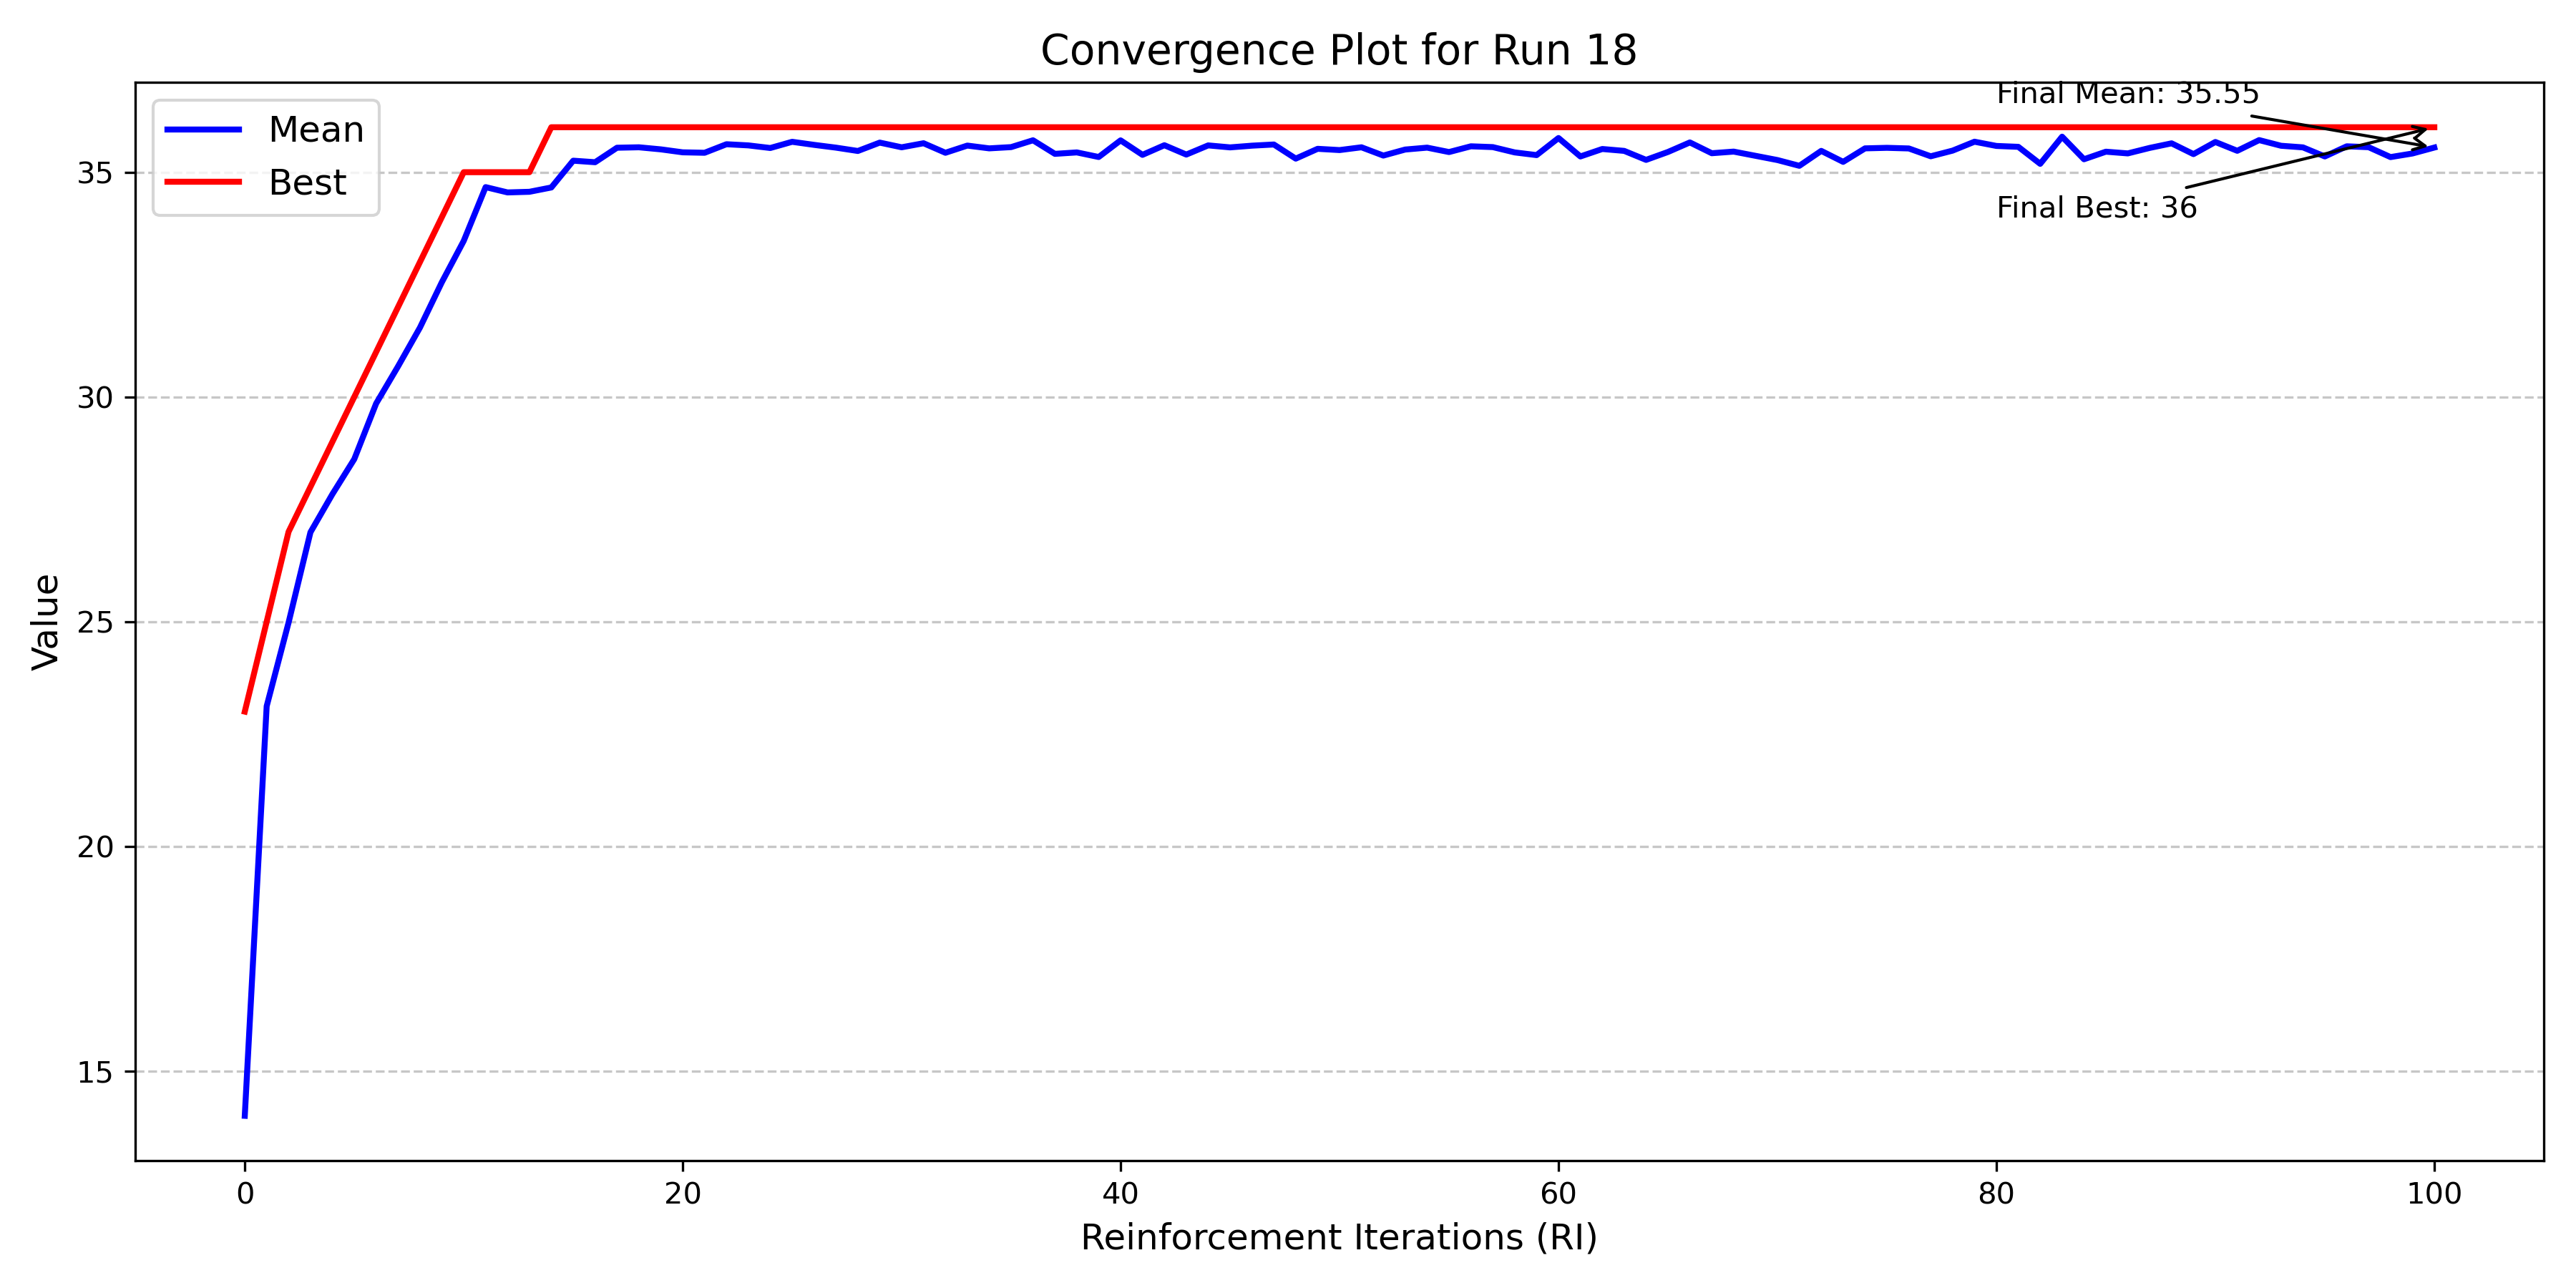 Convergence Plot for Run 18
Mean
Best
Final Mean: 35.55
Final Best: 36
Value
35
30
25
20
15
0
20
40
60
80
100
Reinforcement Iterations (RI)